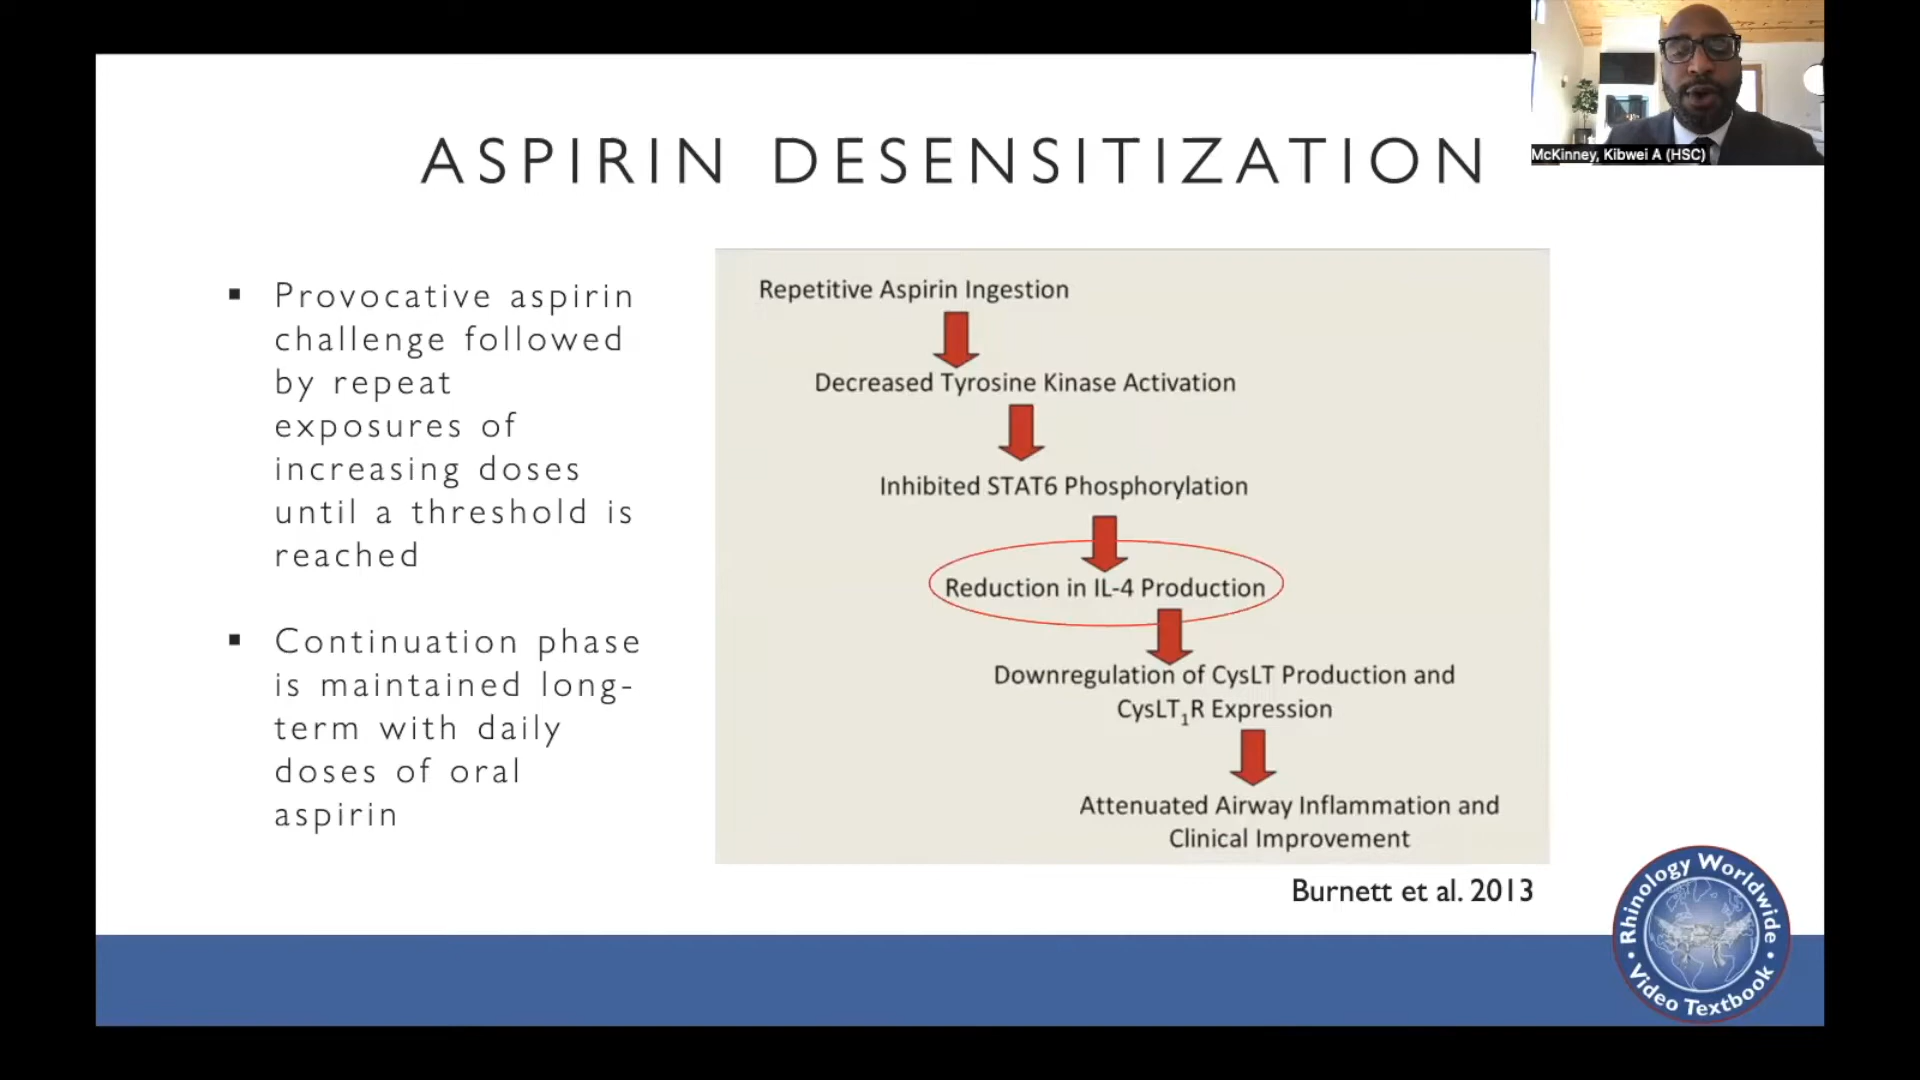 McKinney, Kibwei A (HSC)
ASPIRIN DESENSITIZATION
▪ Provocative aspirin
challenge followed
by repeat
exposures of
increasing doses
until a threshold is
reached
▪ Continuation phase
is maintained long-
term with daily
doses of oral
aspirin
Repetitive Aspirin Ingestion
Decreased Tyrosine Kinase Activation
Inhibited STAT6 Phosphorylation
Reduction in IL-4 Production
Downregulation of CysLT Production and
CysLT₁R Expression
Attenuated Airway Inflammation and
Clinical Improvement
Burnett et al. 2013
Rhinology Worldwide
Video Textbook